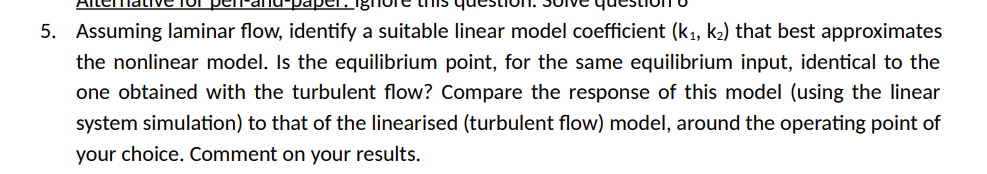 Alternative for pen-and-paper: Ignore this question. Solve question 6
5. Assuming laminar flow, identify a suitable linear model coefficient (k₁, k₂) that best approximates
the nonlinear model. Is the equilibrium point, for the same equilibrium input, identical to the
one obtained with the turbulent flow? Compare the response of this model (using the linear
system simulation) to that of the linearised (turbulent flow) model, around the operating point of
your choice. Comment on your results.